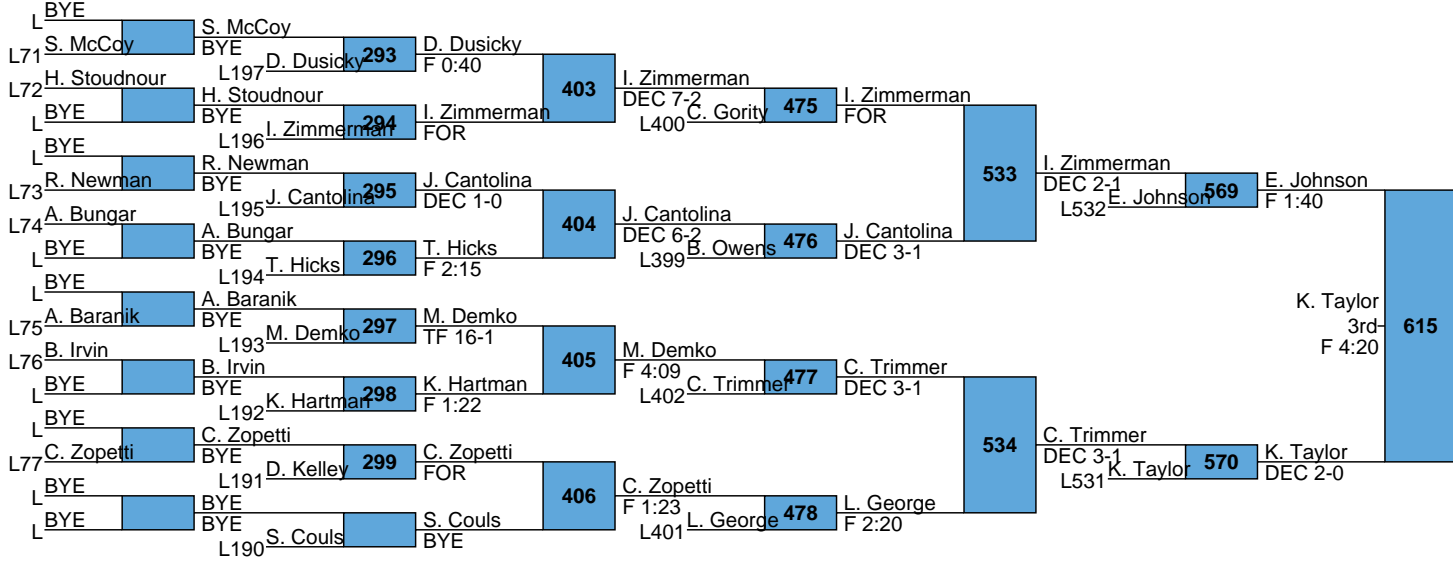 BYE
L
S. McCoy
L71
S. McCoy
BYE
L197 D. Dusicky
293
D. Dusicky
F 0:40
H. Stoudnour
L72
BYE
L
H. Stoudnour
BYE
L196 I. Zimmerman
294
I. Zimmerman
FOR
403
I. Zimmerman
DEC 7-2
L400 C. Gority
475
I. Zimmerman
FOR
BYE
L
R. Newman
L73
R. Newman
BYE
L195 J. Cantolina
295
J. Cantolina
DEC 1-0
A. Bungar
L74
BYE
L
A. Bungar
BYE
L194 T. Hicks
296
T. Hicks
F 2:15
404
J. Cantolina
DEC 6-2
L399 B. Owens
476
J. Cantolina
DEC 3-1
533
I. Zimmerman
DEC 2-1
L532 E. Johnson
569
E. Johnson
F 1:40
BYE
L
A. Baranik
L75
A. Baranik
BYE
L193 M. Demko
297
M. Demko
TF 16-1
B. Irvin
L76
BYE
L
B. Irvin
BYE
L192 K. Hartman
298
K. Hartman
F 1:22
405
M. Demko
F 4:09
L402 C. Trimmer
477
C. Trimmer
DEC 3-1
BYE
L
C. Zopetti
L77
C. Zopetti
BYE
L191 D. Kelley
299
C. Zopetti
FOR
BYE
L
BYE
L
BYE
BYE
L190 S. Couls
S. Couls
BYE
406
C. Zopetti
F 1:23
L401 L. George
478
L. George
F 2:20
534
C. Trimmer
DEC 3-1
L531 K. Taylor
570
K. Taylor
DEC 2-0
K. Taylor
3rd
F 4:20
615